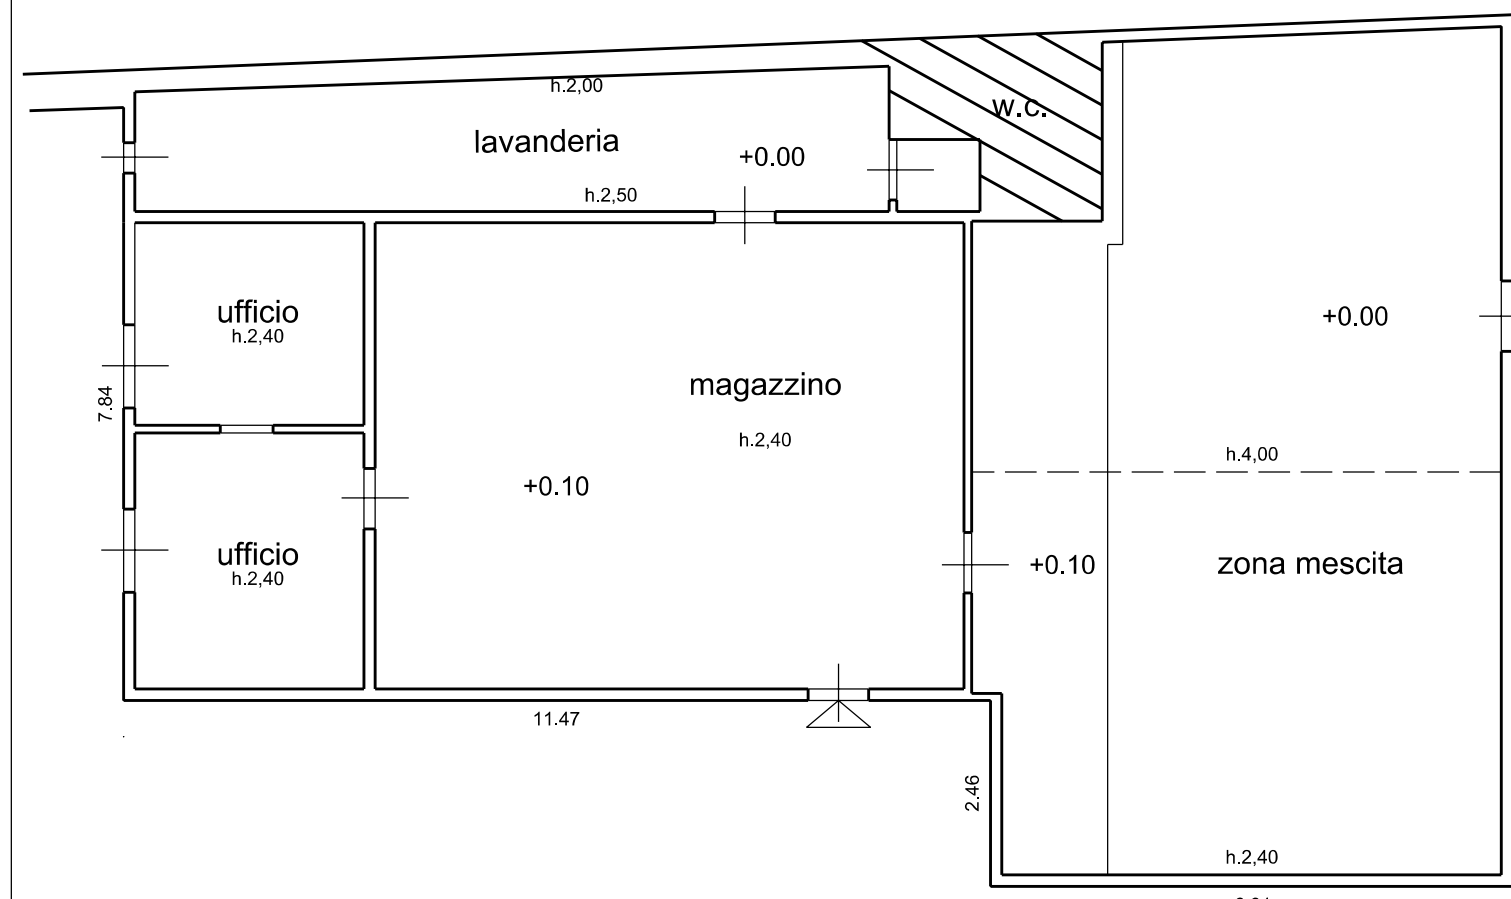 h.2,00
w.c.
lavanderia
+0.00
h.2,50
ufficio
h.2,40
+0.00
7.84
magazzino
h.2,40
h.4,00
+0.10
ufficio
h.2,40
+0.10
zona mescita
11.47
2.46
h.2,40